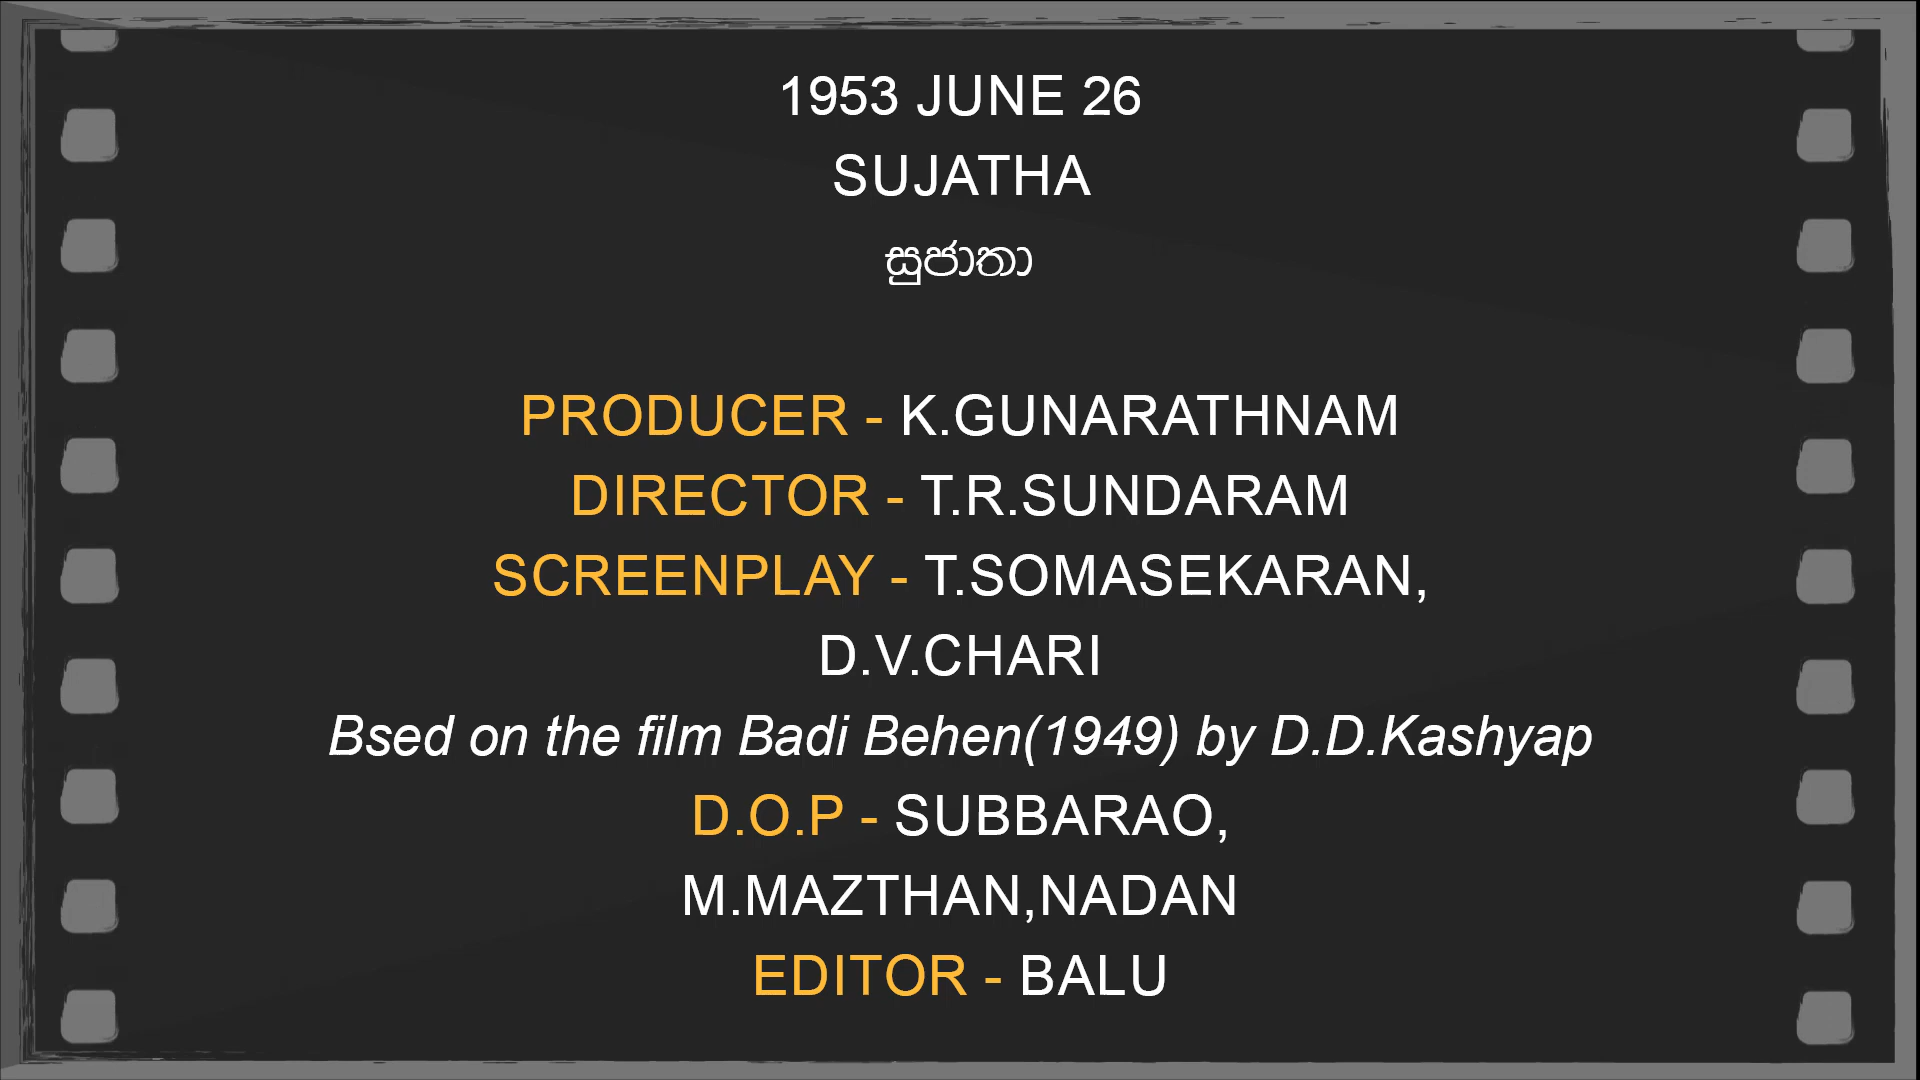 1953 JUNE 26
SUJATHA
සුජාතා
PRODUCER - K.GUNARATHNAM
DIRECTOR - T.R.SUNDARAM
SCREENPLAY - T.SOMASEKARAN,
D.V.CHARI
Bsed on the film Badi Behen(1949) by D.D.Kashyap
D.O.P - SUBBARAO,
M.MAZTHAN,NADAN
EDITOR - BALU